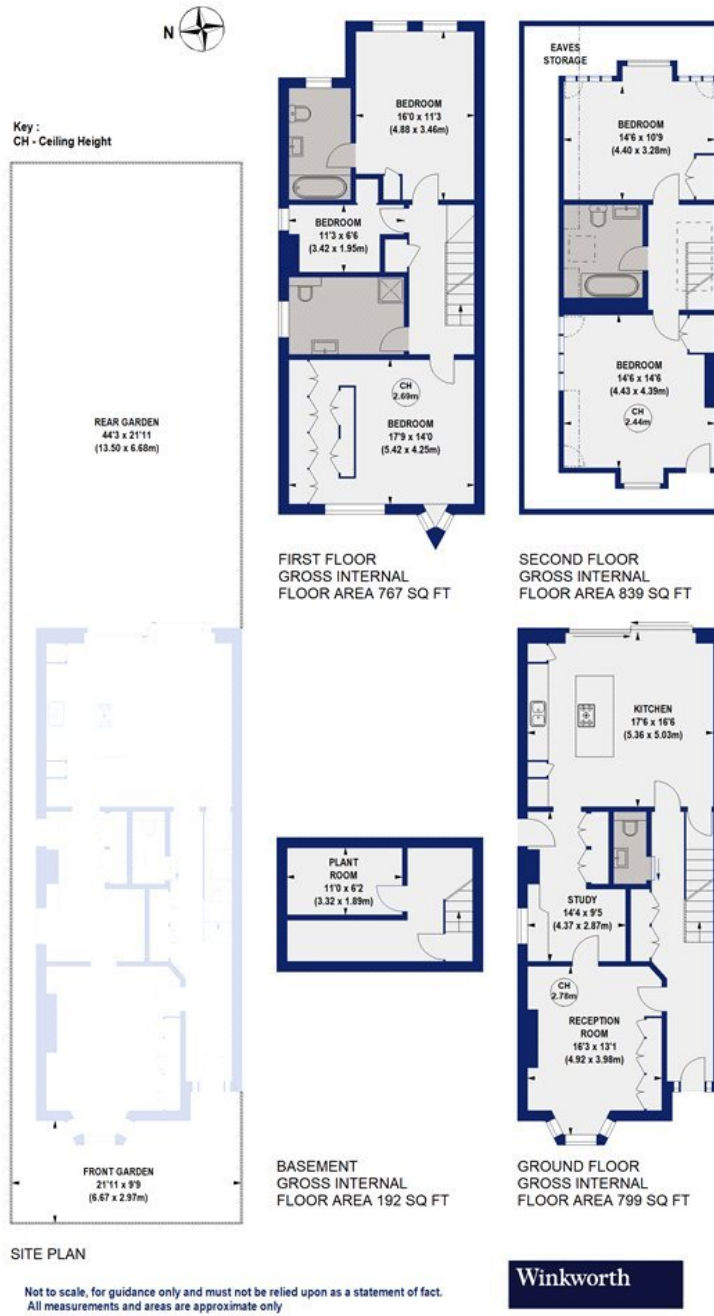 N
Key :
CH - Ceiling Height
BEDROOM
16'0 x 11'3
(4.88 x 3.46m)
BEDROOM
11'3 x 6'6
(3.42 x 1.95m)
CH
2.69m
BEDROOM
17'9 x 14'0
(5.42 x 4.25m)
FIRST FLOOR
GROSS INTERNAL
FLOOR AREA 767 SQ FT
EAVES
STORAGE
BEDROOM
14'6 x 10'9
(4.40 x 3.28m)
BEDROOM
14'6 x 14'6
(4.43 x 4.39m)
CH
2.44m
SECOND FLOOR
GROSS INTERNAL
FLOOR AREA 839 SQ FT
REAR GARDEN
44'3 x 21'11
(13.50 x 6.68m)
FRONT GARDEN
21'11 x 9'9
(6.67 x 2.97m)
SITE PLAN
PLANT
ROOM
11'0 x 6'2
(3.32 x 1.89m)
BASEMENT
GROSS INTERNAL
FLOOR AREA 192 SQ FT
KITCHEN
17'6 x 16'6
(5.36 x 5.03m)
STUDY
14'4 x 9'5
(4.37 x 2.87m)
CH
2.78m
RECEPTION
ROOM
16'3 x 13'1
(4.92 x 3.98m)
GROUND FLOOR
GROSS INTERNAL
FLOOR AREA 799 SQ FT
Not to scale, for guidance only and must not be relied upon as a statement of fact.
All measurements and areas are approximate only
Winkworth